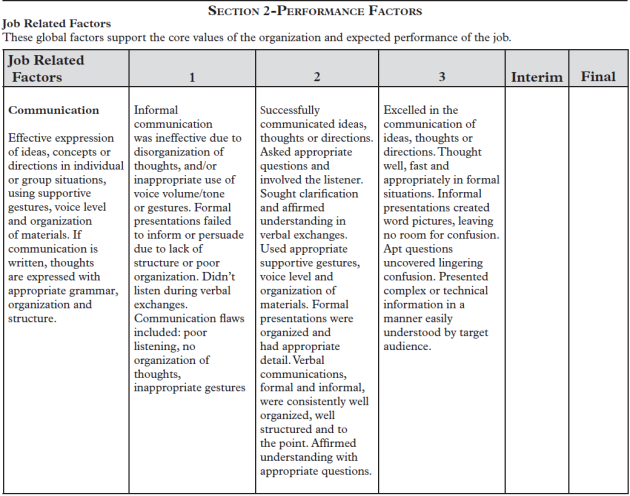 SECTION 2-PERFORMANCE FACTORS
Job Related Factors
These global factors support the core values of the organization and expected performance of the job.
Job Related
Factors
1
2
3
Interim
Final
Communication
Effective exppression
of ideas, concepts or
directions in individual
or group situations,
using supportive
gestures, voice level
and organization
of materials. If
communication is
written, thoughts
are expressed with
appropriate grammar,
organization and
structure.
Informal
communication
was ineffective due to
disorganization of
thoughts, and/or
inappropriate use of
voice volume/tone
or gestures. Formal
presentations failed
to inform or persuade
due to lack of
structure or poor
organization. Didn't
listen during verbal
exchanges.
Communication flaws
included: poor
listening, no
organization of
thoughts,
inappropriate gestures
Successfully
communicated ideas,
thoughts or directions.
Asked appropriate
questions and
involved the listener.
Sought clarification
and affirmed
understanding in
verbal exchanges.
Used appropriate
supportive gestures,
voice level and
organization of
materials. Formal
presentations were
organized and
had appropriate
detail. Verbal
communications,
formal and informal,
were consistently well
organized, well
structured and to
the point. Affirmed
understanding with
appropriate questions.
Excelled in the
communication of
ideas, thoughts or
directions. Thought
well, fast and
appropriately in formal
situations. Informal
presentations created
word pictures, leaving
no room for confusion.
Apt questions
uncovered lingering
confusion. Presented
complex or technical
information in a
manner easily
understood by target
audience.